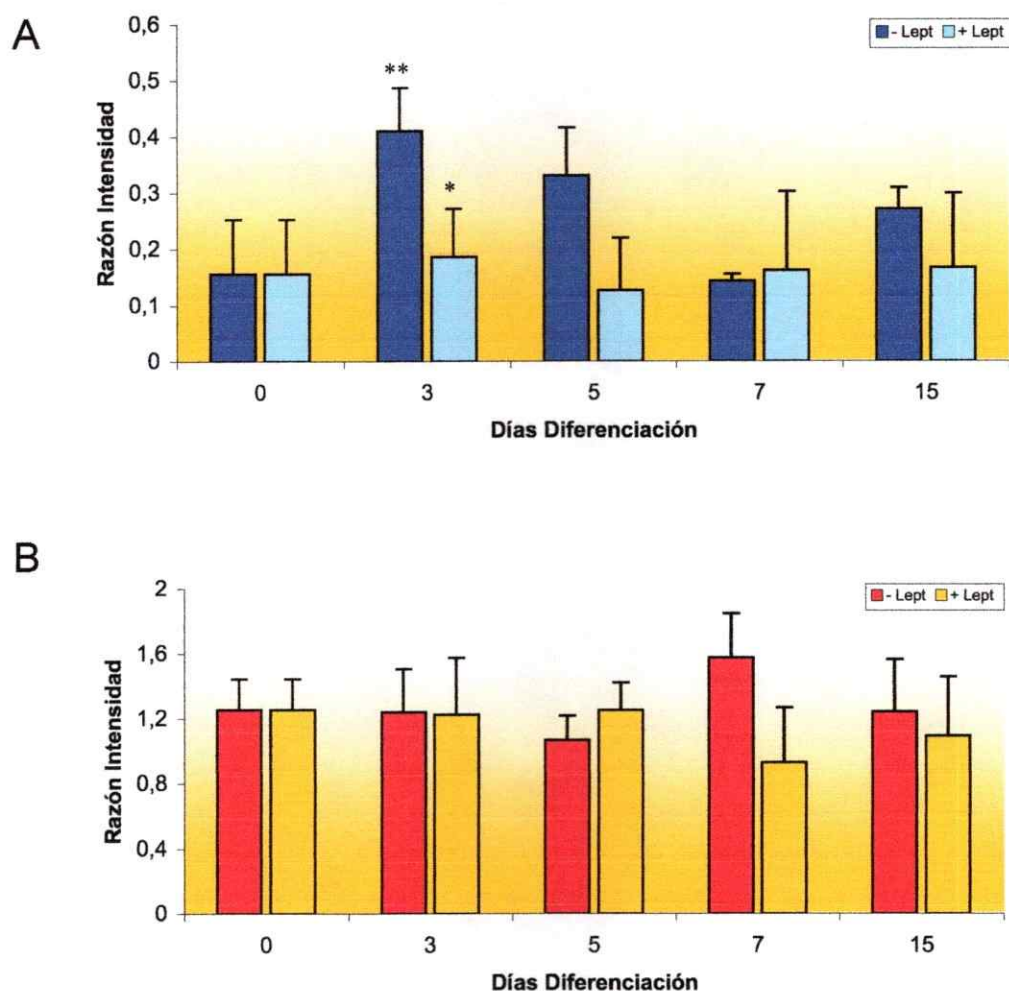 A
0,6
0,5
0,4
0,3
0,2
0,1
0
Razón Intensidad
- Lept + Lept
**
*
0 3 5 7 15
Días Diferenciación
B
2
1,6
1,2
0,8
0,4
0
Razón Intensidad
- Lept + Lept
0 3 5 7 15
Días Diferenciación